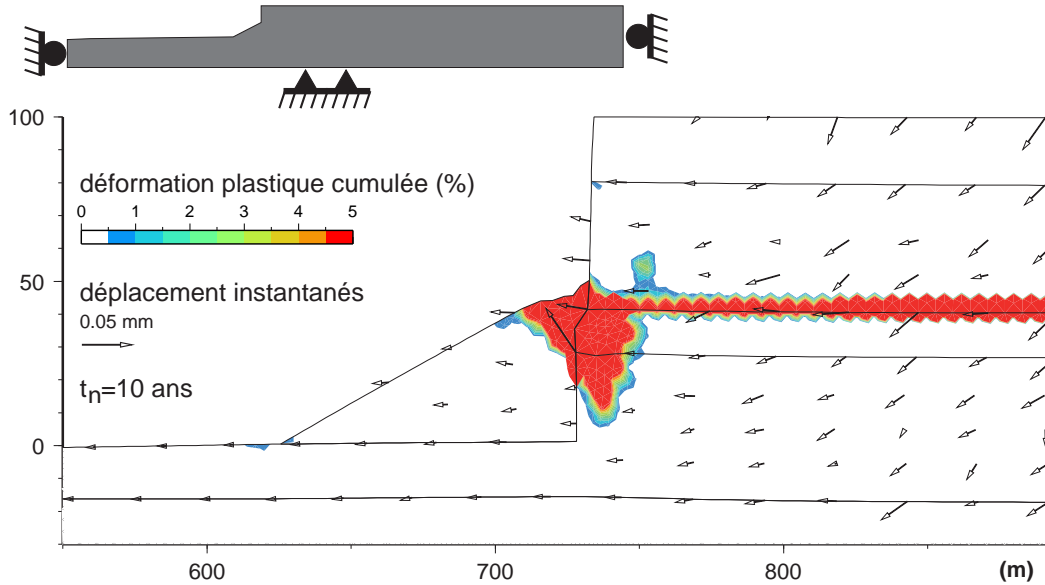 100
déformation plastique cumulée (%)
0 1 2 3 4 5
50
déplacement instantanés
0.05 mm
t_n=10 ans
0
600 700 800 (m)